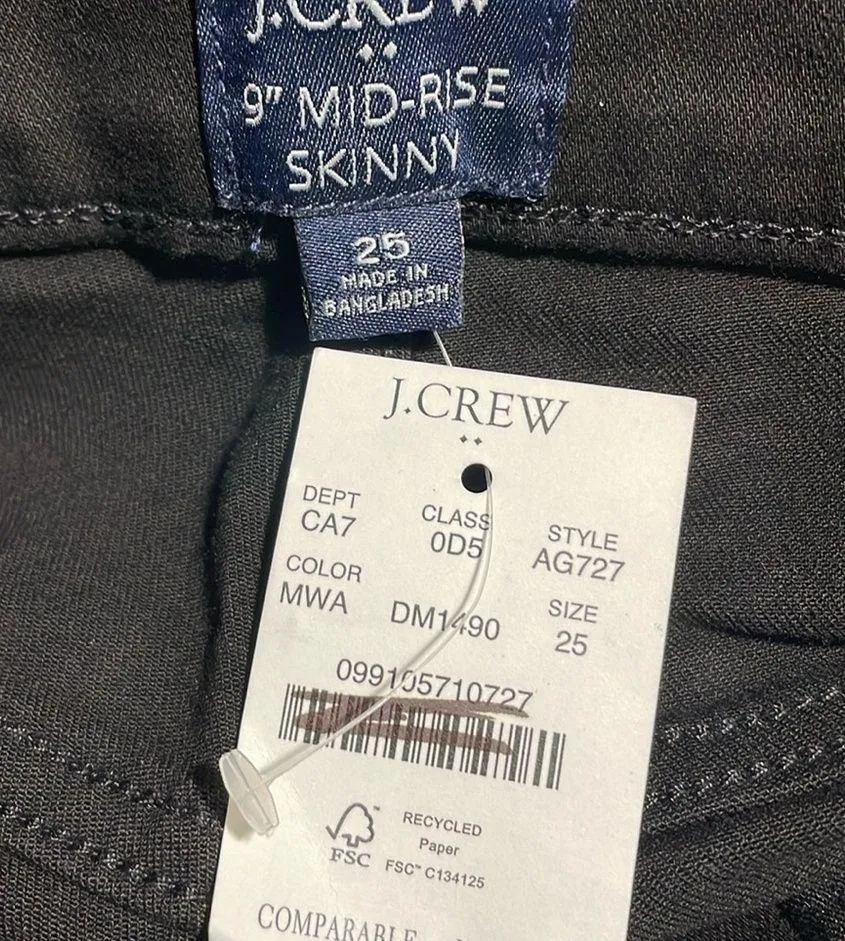 J.CREW
9" MID-RISE
SKINNY
25
MADE IN
BANGLADESH
J.CREW
DEPT CLASS STYLE
CA7 0D5 AG727
COLOR SIZE
MWA DM1490 25
099105710727
FSC
RECYCLED
Paper
FSC™ C134125
COMPARABLE